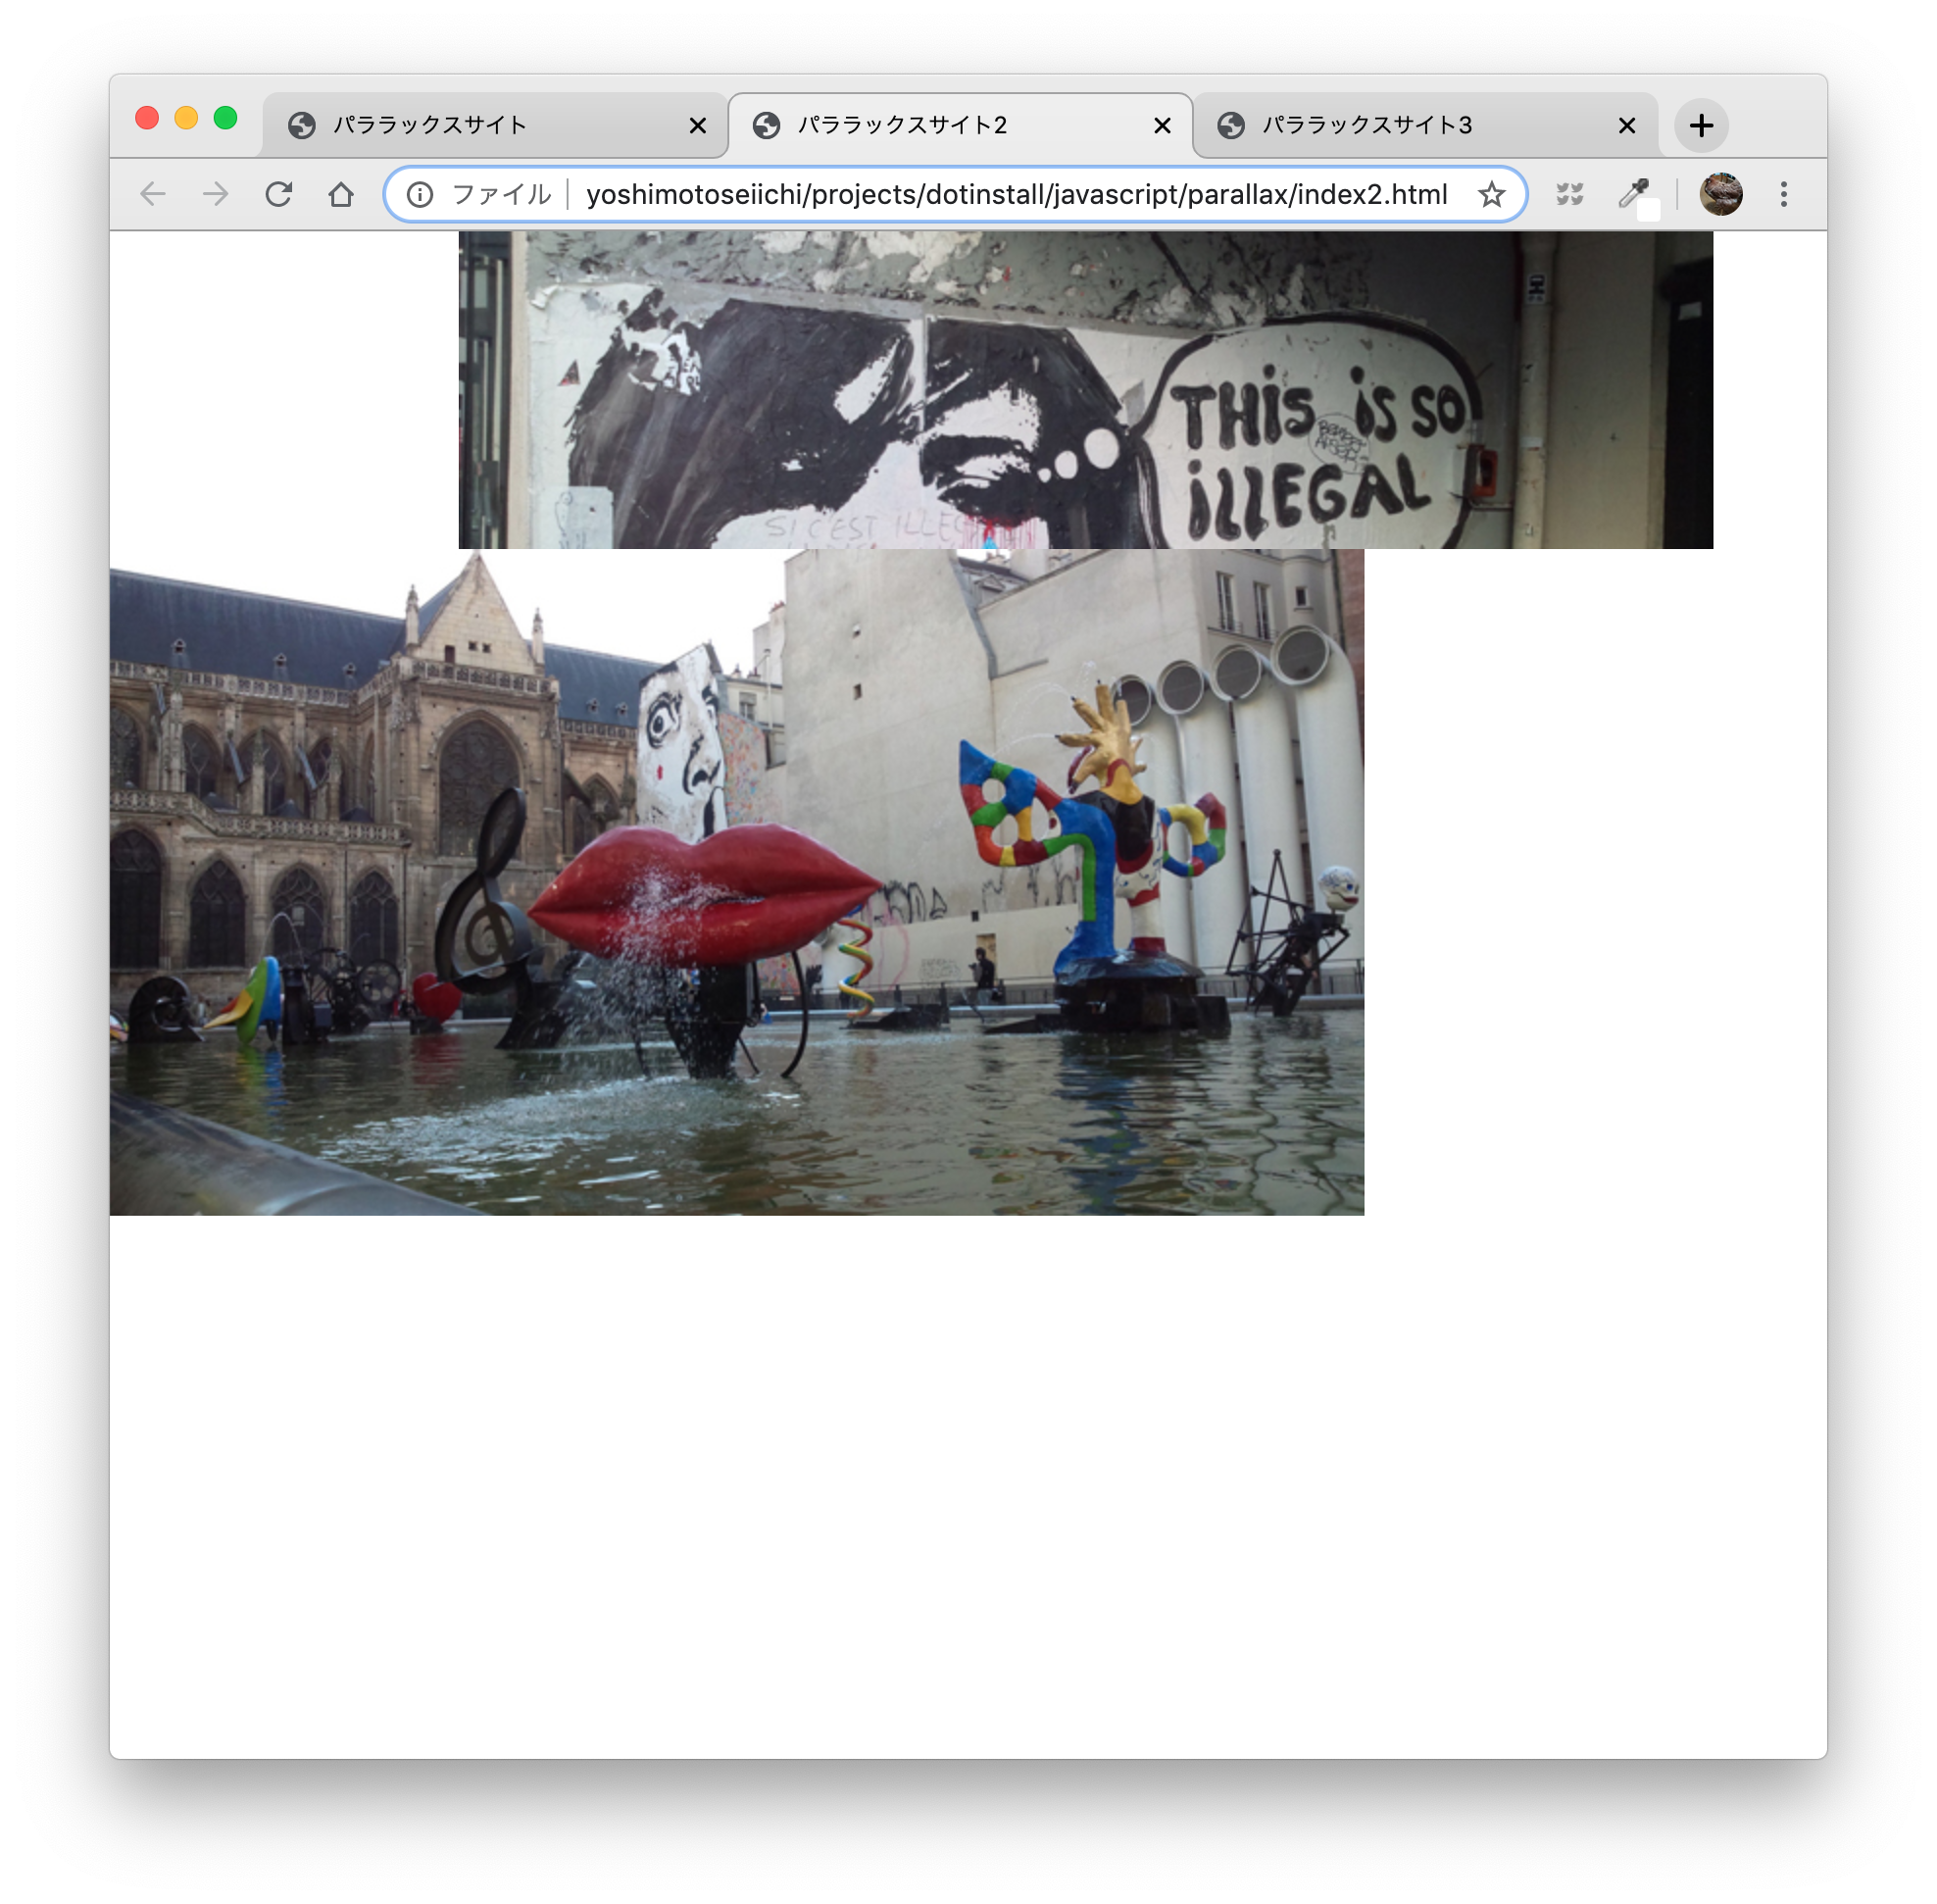 パララックスサイト
パララックスサイト2
パララックスサイト3
ファイル yoshimotoseiichi/projects/dotinstall/javascript/parallax/index2.html
THiS iS SO
iLLEGAL
SI C'EST ILLEG